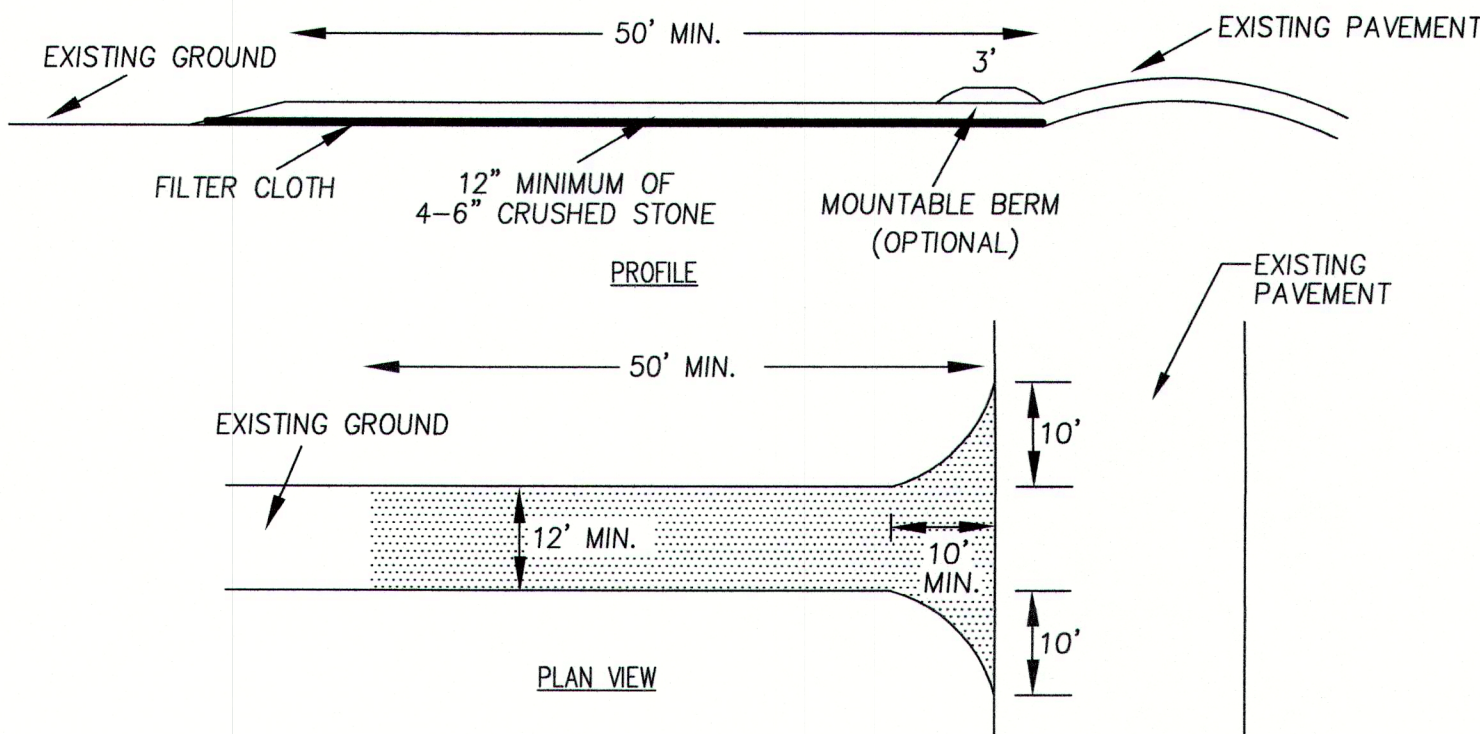 50' MIN.
EXISTING PAVEMENT
EXISTING GROUND
3'
FILTER CLOTH
12" MINIMUM OF
4-6" CRUSHED STONE
MOUNTABLE BERM
(OPTIONAL)
PROFILE
EXISTING
PAVEMENT
50' MIN.
EXISTING GROUND
10'
12' MIN.
10'
MIN.
10'
PLAN VIEW